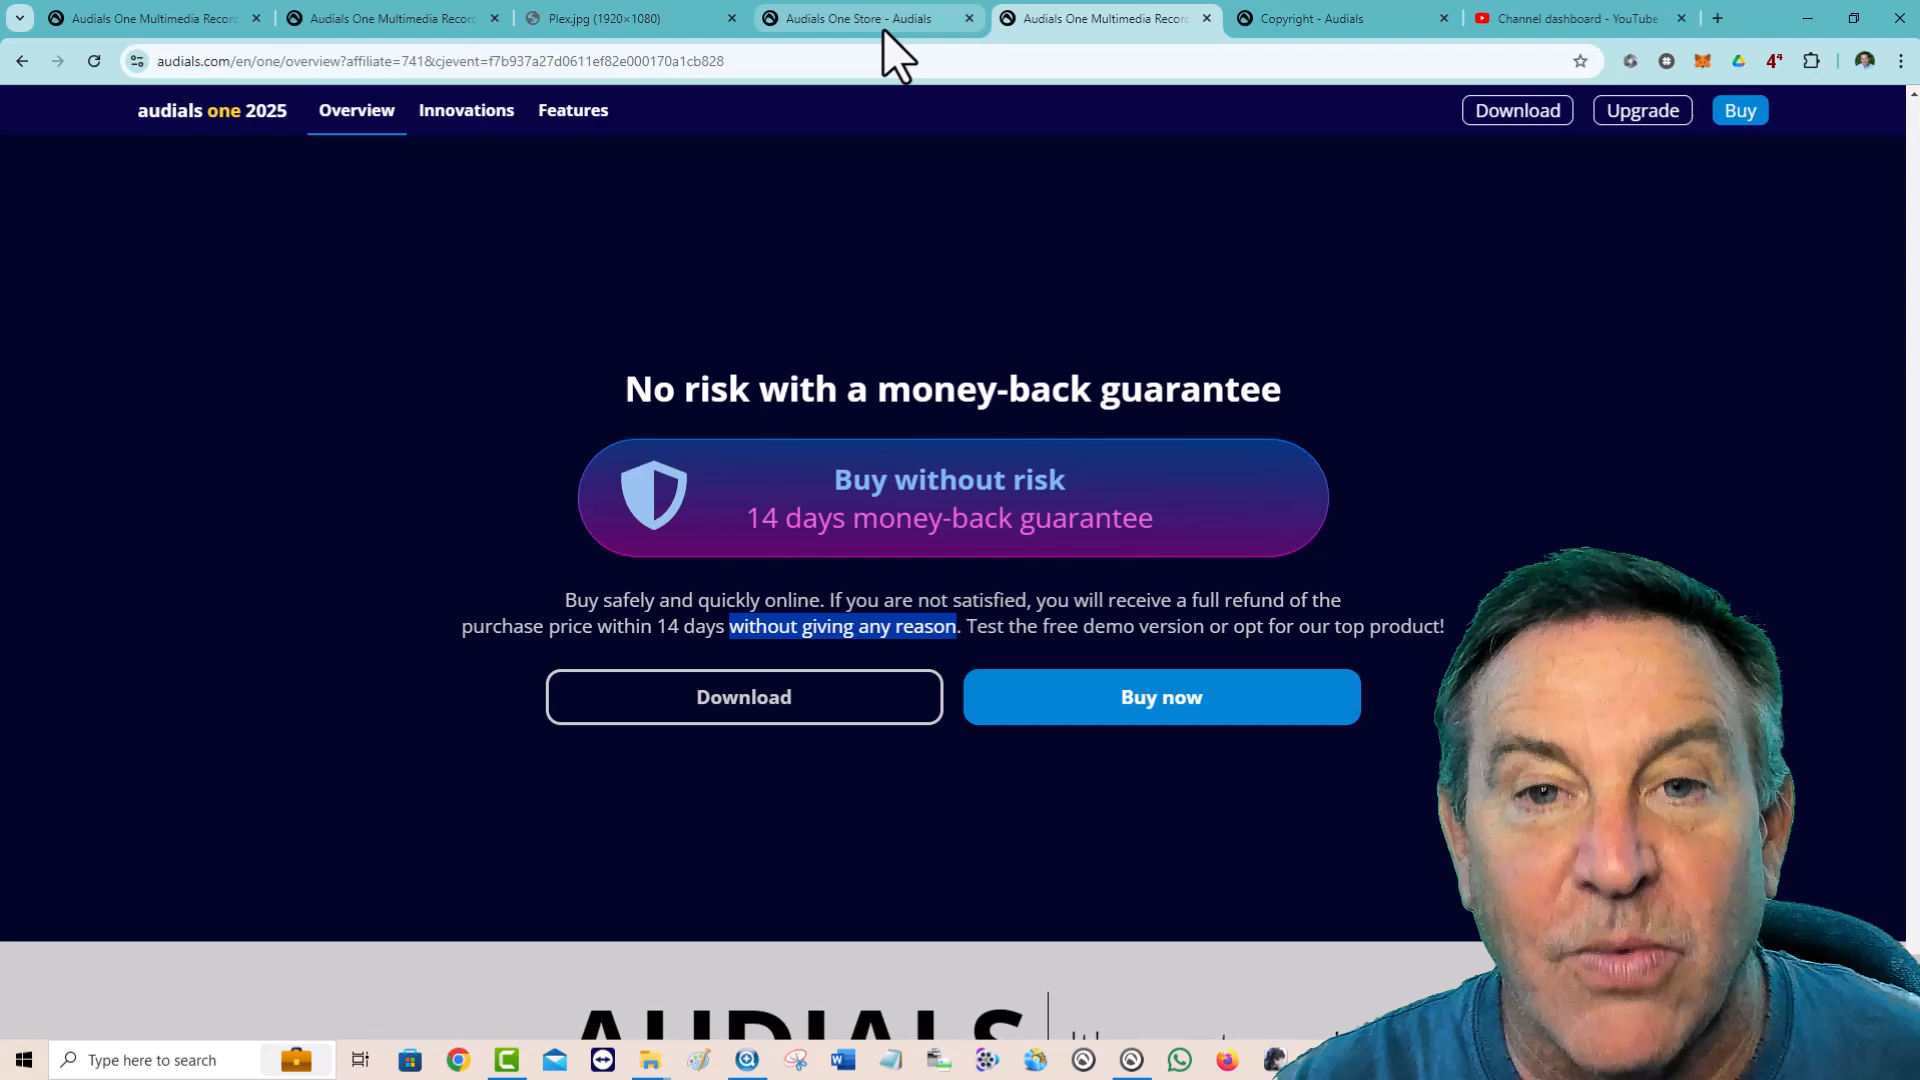 Audials One Multimedia Recor
Audials One Multimedia Recor
Plex.jpg (1920×1080)
Audials One Store - Audials
Audials One Multimedia Recor
Copyright - Audials
Channel dashboard - YouTube
audials.com/en/one/overview?affiliate=741&cjevent=f7b937a27d0611ef82e000170a1cb828
audials one 2025
Overview
Innovations
Features
Download
Upgrade
Buy
No risk with a money-back guarantee
Buy without risk
14 days money-back guarantee
Buy safely and quickly online. If you are not satisfied, you will receive a full refund of the
purchase price within 14 days without giving any reason. Test the free demo version or opt for our top product!
Download
Buy now
AUDIALS
Type here to search